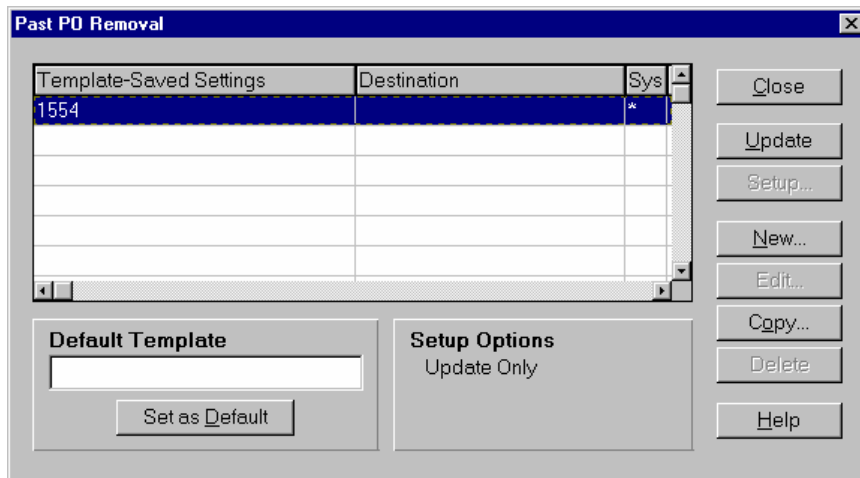 Past PO Removal
Template-Saved Settings Destination Sys
1554 *
Close
Update
Setup...
New...
Edit...
Copy...
Delete
Help
Default Template
Set as Default
Setup Options
Update Only